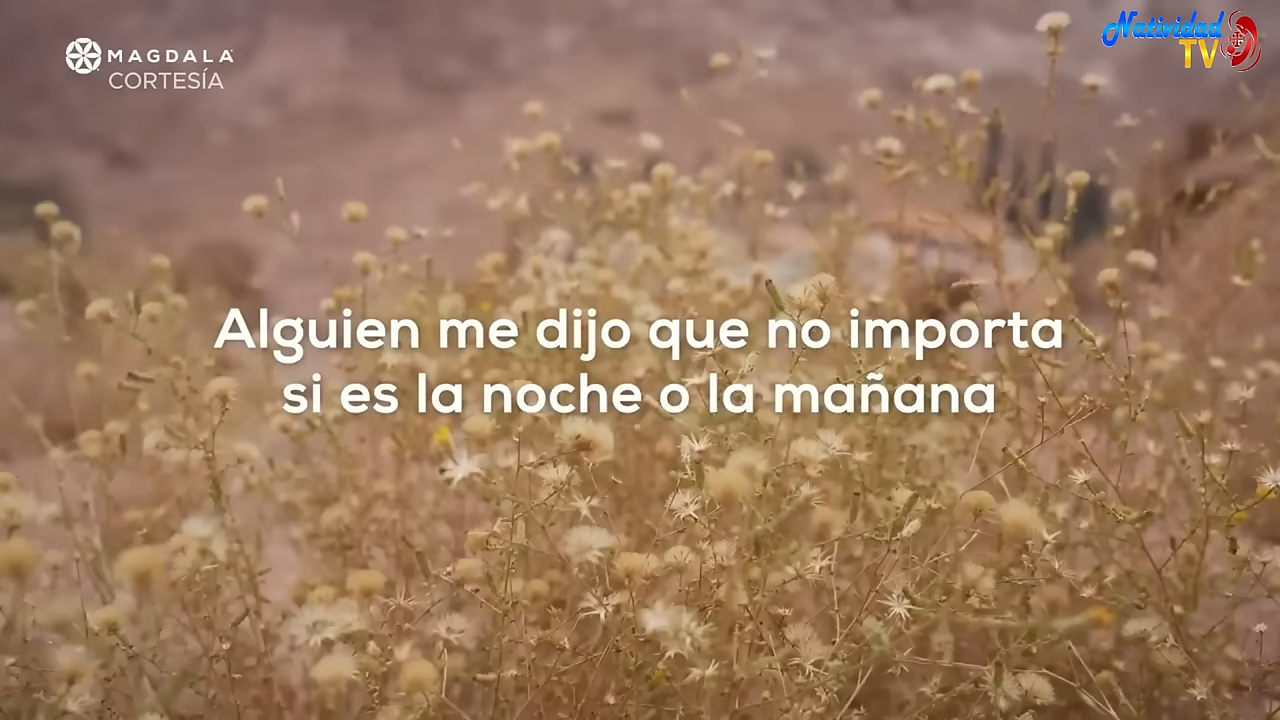 MAGDALA
CORTESÍA
Natividad
TV
Alguien me dijo que no importa
si es la noche o la mañana